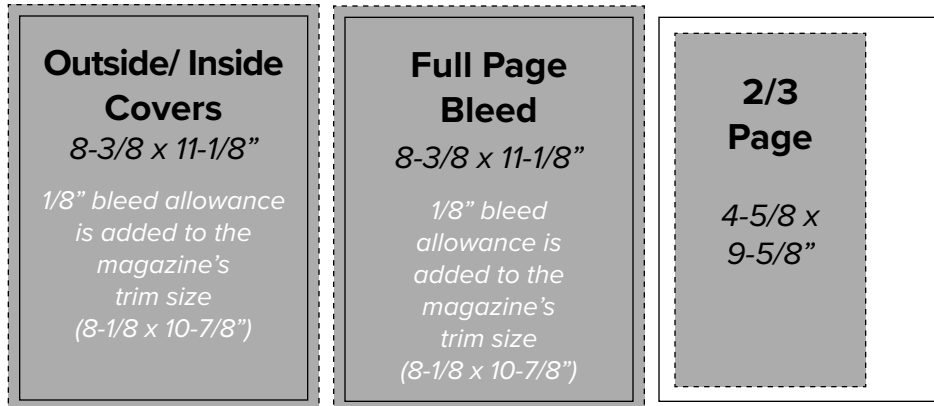 Outside/ Inside
Covers
8-3/8 x 11-1/8”
1/8” bleed allowance
is added to the
magazine’s
trim size
(8-1/8 x 10-7/8”)
Full Page
Bleed
8-3/8 x 11-1/8”
1/8” bleed
allowance is
added to the
magazine’s
trim size
(8-1/8 x 10-7/8”)
2/3
Page
4-5/8 x
9-5/8”